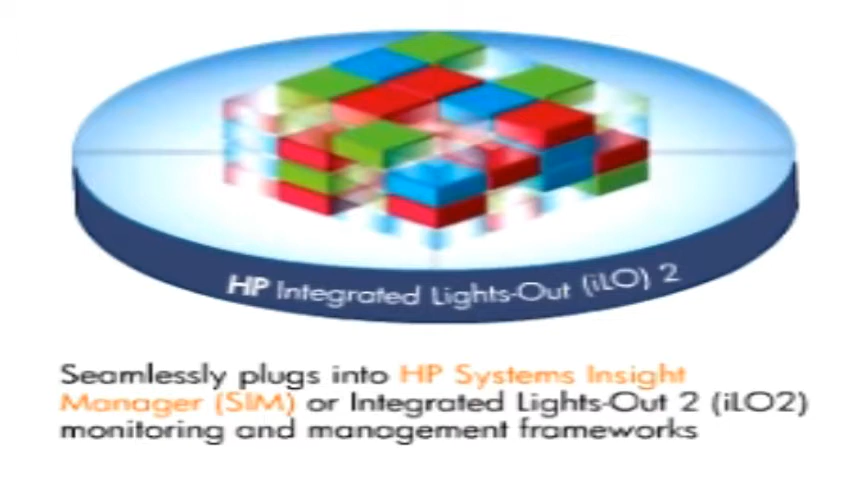 HP Integrated Lights-Out (iLO) 2
Seamlessly plugs into HP Systems Insight
Manager (SIM) or Integrated Lights-Out 2 (iLO2)
monitoring and management frameworks